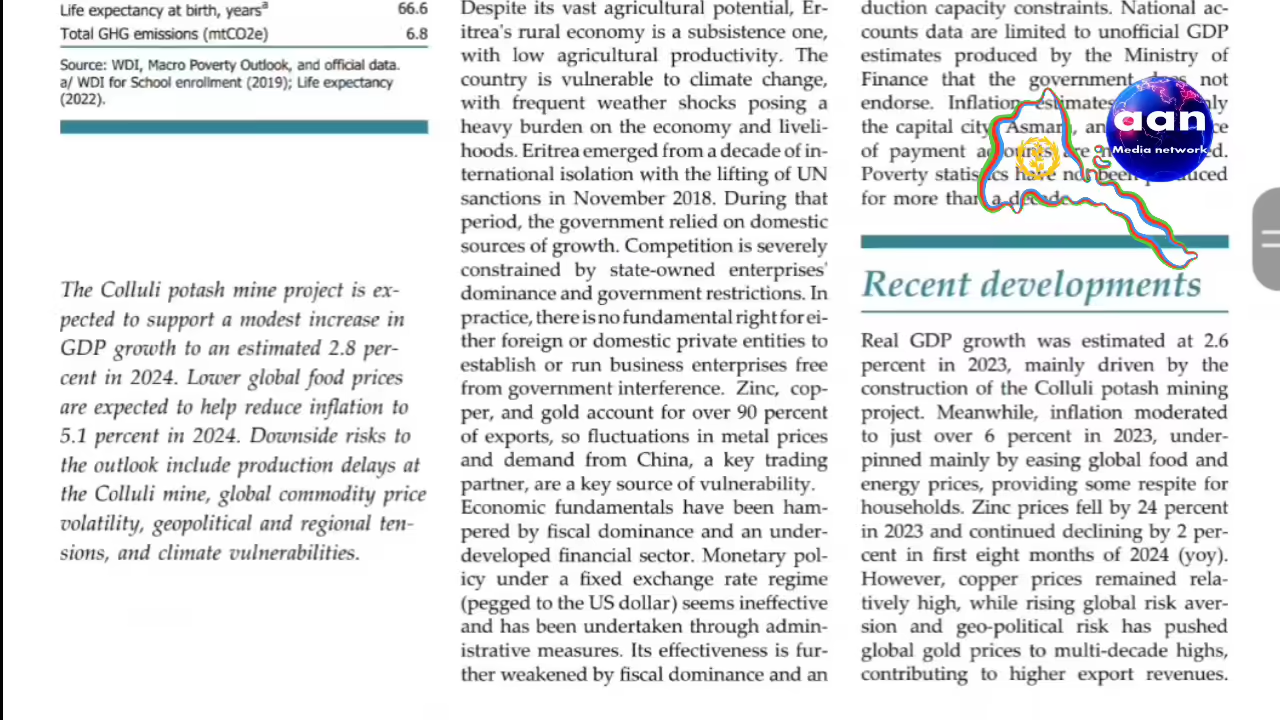 Life expectancy at birth, yearsa 66.6
Total GHG emissions (mtCO2e) 6.8
Source: WDI, Macro Poverty Outlook, and official data.
a/ WDI for School enrollment (2019); Life expectancy
(2022).
The Colluli potash mine project is ex-
pected to support a modest increase in
GDP growth to an estimated 2.8 per-
cent in 2024. Lower global food prices
are expected to help reduce inflation to
5.1 percent in 2024. Downside risks to
the outlook include production delays at
the Colluli mine, global commodity price
volatility, geopolitical and regional ten-
sions, and climate vulnerabilities.
Despite its vast agricultural potential, Er-
itrea's rural economy is a subsistence one,
with low agricultural productivity. The
country is vulnerable to climate change,
with frequent weather shocks posing a
heavy burden on the economy and liveli-
hoods. Eritrea emerged from a decade of in-
ternational isolation with the lifting of UN
sanctions in November 2018. During that
period, the government relied on domestic
sources of growth. Competition is severely
constrained by state-owned enterprises'
dominance and government restrictions. In
practice, there is no fundamental right for ei-
ther foreign or domestic private entities to
establish or run business enterprises free
from government interference. Zinc, cop-
per, and gold account for over 90 percent
of exports, so fluctuations in metal prices
and demand from China, a key trading
partner, are a key source of vulnerability.
Economic fundamentals have been ham-
pered by fiscal dominance and an under-
developed financial sector. Monetary pol-
icy under a fixed exchange rate regime
(pegged to the US dollar) seems ineffective
and has been undertaken through admin-
istrative measures. Its effectiveness is fur-
ther weakened by fiscal dominance and an
duction capacity constraints. National ac-
counts data are limited to unofficial GDP
estimates produced by the Ministry of
Finance that the government does not
endorse. Inflation estimates
the capital city, Asmara,
of payment accounts are
Poverty statistics have not been produced
for more than a decade.
aan
Media network
Recent developments
Real GDP growth was estimated at 2.6
percent in 2023, mainly driven by the
construction of the Colluli potash mining
project. Meanwhile, inflation moderated
to just over 6 percent in 2023, under-
pinned mainly by easing global food and
energy prices, providing some respite for
households. Zinc prices fell by 24 percent
in 2023 and continued declining by 2 per-
cent in first eight months of 2024 (yoy).
However, copper prices remained rela-
tively high, while rising global risk aver-
sion and geo-political risk has pushed
global gold prices to multi-decade highs,
contributing to higher export revenues.